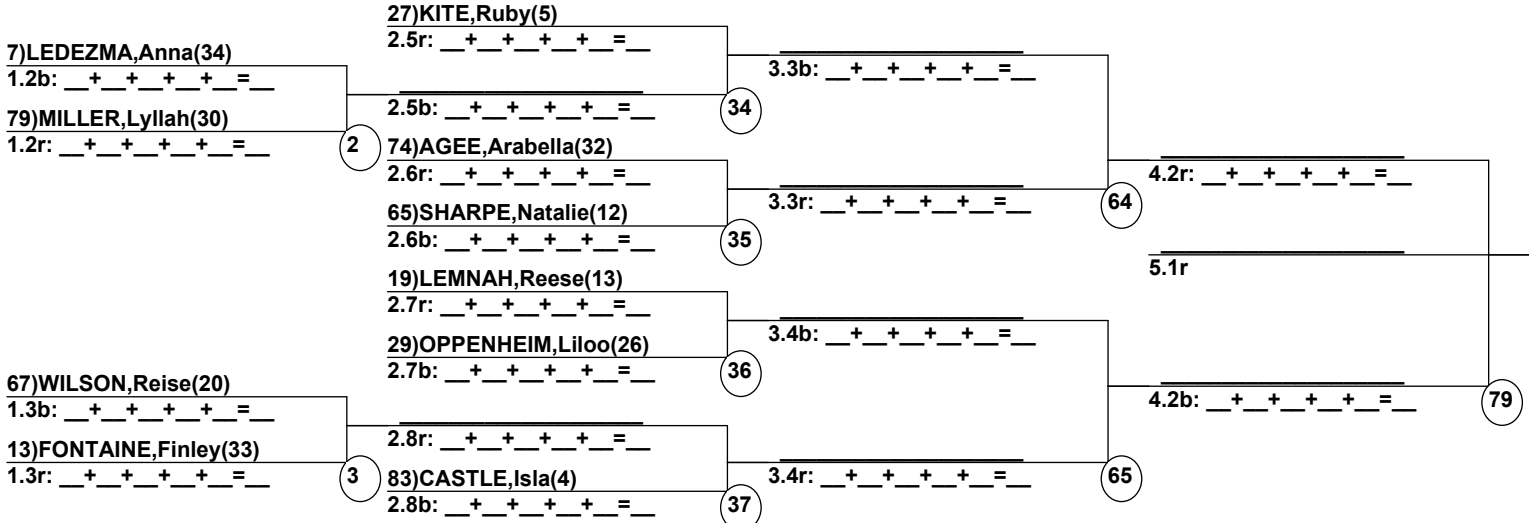 7)LEDEZMA,Anna(34)
1.2b: __+__+__+__+__=__
79)MILLER,Lyllah(30)
1.2r: __+__+__+__+__=__
2
67)WILSON,Reise(20)
1.3b: __+__+__+__+__=__
13)FONTAINE,Finley(33)
1.3r: __+__+__+__+__=__
3
27)KITE,Ruby(5)
2.5r: __+__+__+__+__=__
2.5b: __+__+__+__+__=__
34
74)AGEE,Arabella(32)
2.6r: __+__+__+__+__=__
65)SHARPE,Natalie(12)
2.6b: __+__+__+__+__=__
35
19)LEMNAH,Reese(13)
2.7r: __+__+__+__+__=__
29)OPPENHEIM,Liloo(26)
2.7b: __+__+__+__+__=__
36
2.8r: __+__+__+__+__=__
83)CASTLE,Isla(4)
2.8b: __+__+__+__+__=__
37
3.3b: __+__+__+__+__=__
3.3r: __+__+__+__+__=__
64
3.4b: __+__+__+__+__=__
3.4r: __+__+__+__+__=__
65
4.2r: __+__+__+__+__=__
5.1r
4.2b: __+__+__+__+__=__
79